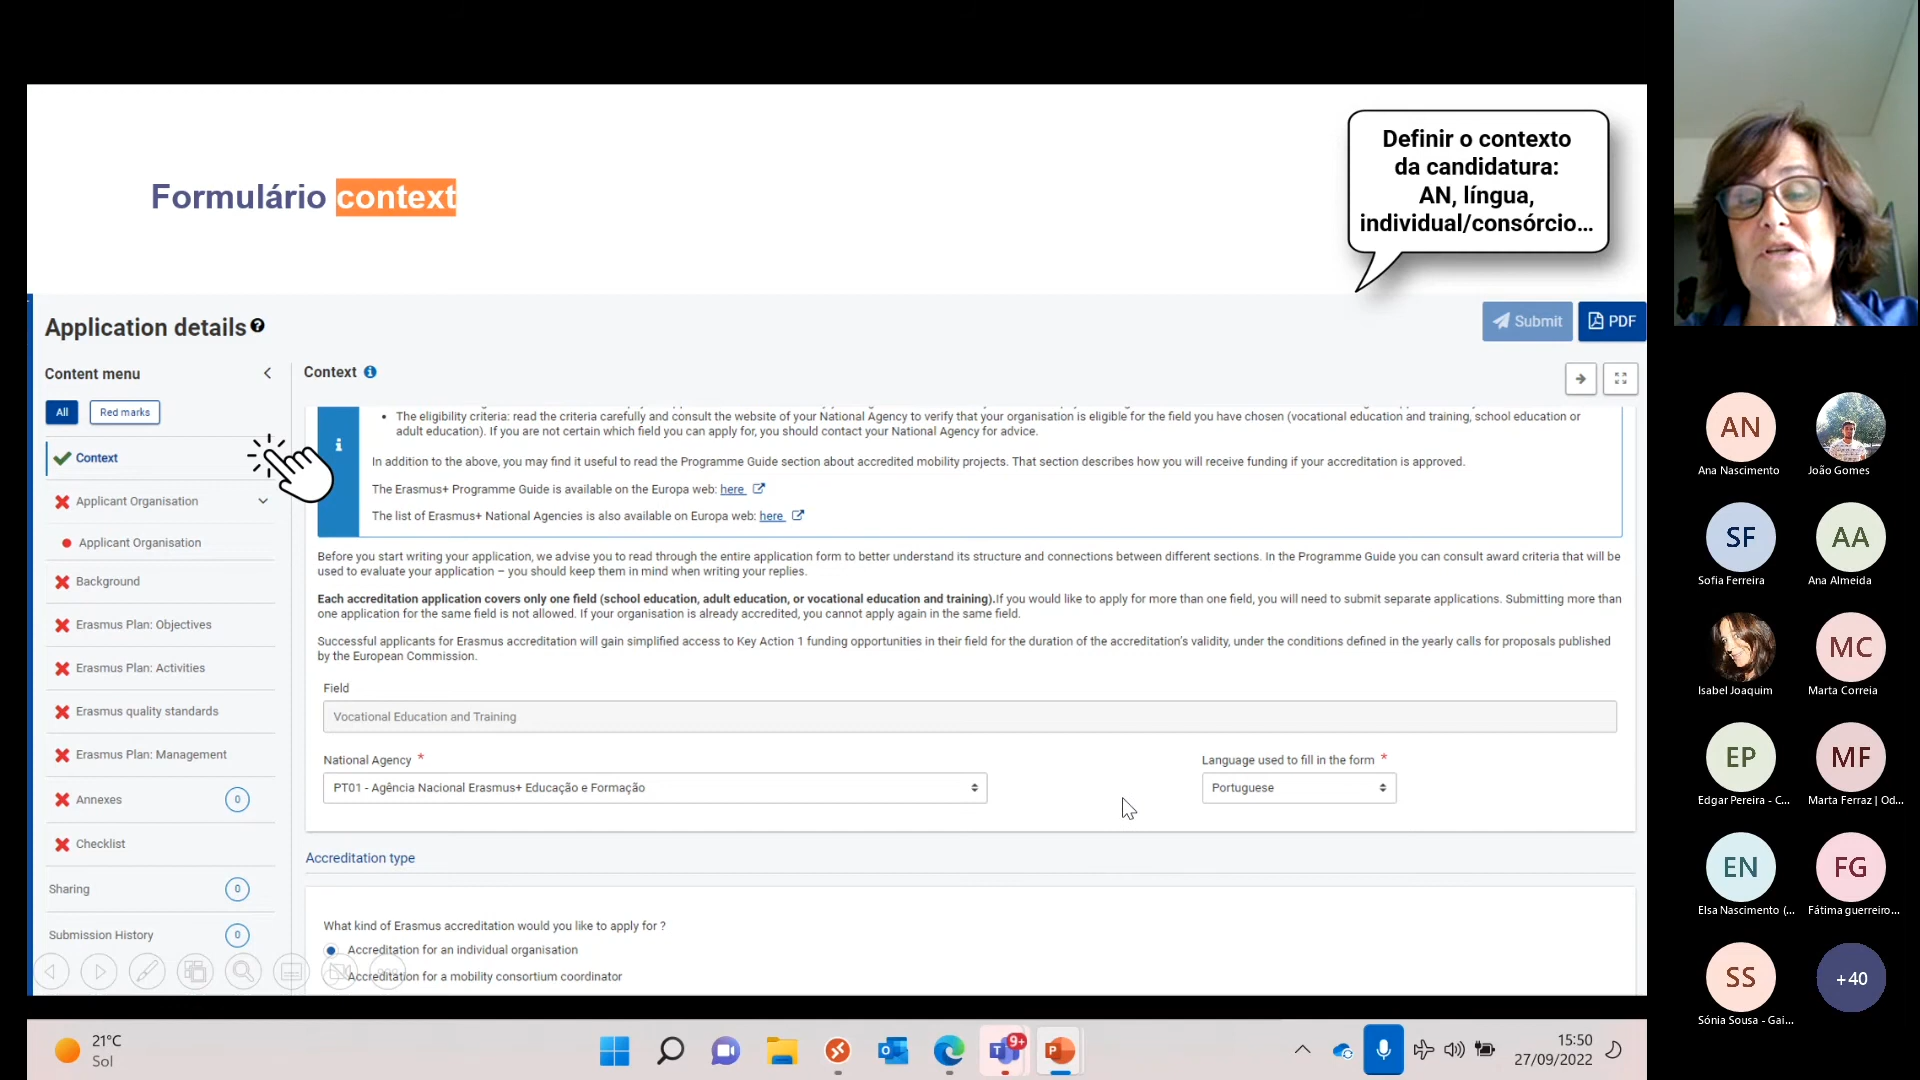 Formulário context
Definir o contexto
da candidatura:
AN, língua,
individual/consórcio...
Application details
Submit
PDF
Content menu
All
Red marks
Context
Applicant Organisation
Applicant Organisation
Background
Erasmus Plan: Objectives
Erasmus Plan: Activities
Erasmus quality standards
Erasmus Plan: Management
Annexes
0
Checklist
Sharing
0
Submission History
0
Context
• The eligibility criteria: read the criteria carefully and consult the website of your National Agency to verify that your organisation is eligible for the field you have chosen (vocational education and training, school education or
adult education). If you are not certain which field you can apply for, you should contact your National Agency for advice.
In addition to the above, you may find it useful to read the Programme Guide section about accredited mobility projects. That section describes how you will receive funding if your accreditation is approved.
The Erasmus+ Programme Guide is available on the Europa web: here
The list of Erasmus+ National Agencies is also available on Europa web: here
Before you start writing your application, we advise you to read through the entire application form to better understand its structure and connections between different sections. In the Programme Guide you can consult award criteria that will be
used to evaluate your application – you should keep them in mind when writing your replies.
Each accreditation application covers only one field (school education, adult education, or vocational education and training).If you would like to apply for more than one field, you will need to submit separate applications. Submitting more than
one application for the same field is not allowed. If your organisation is already accredited, you cannot apply again in the same field.
Successful applicants for Erasmus accreditation will gain simplified access to Key Action 1 funding opportunities in their field for the duration of the accreditation's validity, under the conditions defined in the yearly calls for proposals published
by the European Commission.
Field
Vocational Education and Training
National Agency *
PT01 - Agência Nacional Erasmus+ Educação e Formação
Language used to fill in the form *
Portuguese
Accreditation type
What kind of Erasmus accreditation would you like to apply for ?
Accreditation for an individual organisation
Accreditation for a mobility consortium coordinator
AN
Ana Nascimento
João Gomes
SF
Sofia Ferreira
AA
Ana Almeida
Isabel Joaquim
MC
Marta Correia
EP
Edgar Pereira - C...
MF
Marta Ferraz | Od...
EN
Elsa Nascimento (...
FG
Fátima guerreiro...
SS
Sónia Sousa - Gai...
+40
21°C
Sol
9+
15:50
27/09/2022